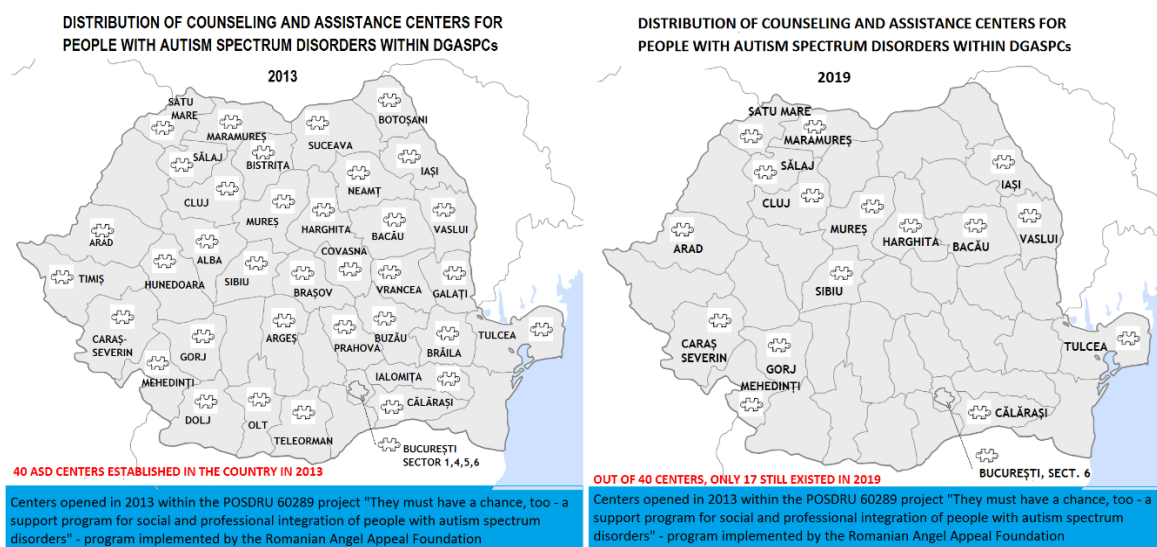 DISTRIBUTION OF COUNSELING AND ASSISTANCE CENTERS FOR
PEOPLE WITH AUTISM SPECTRUM DISORDERS WITHIN DGASPCs
2013
SATU
MARE
MARAMUREȘ
SUCEAVA
BOTOȘANI
SĂLAJ
BISTRIȚA
IAȘI
NEAMȚ
CLUJ
MUREȘ
HARGHITA
BACĂU
VASLUI
ARAD
ALBA
COVASNA
TIMIȘ
HUNEDOARA
SIBIU
BRAȘOV
VRANCEA
GALAȚI
CARAȘ-
SEVERIN
GORJ
ARGEȘ
PRAHOVA
BUZĂU
BRĂILA
TULCEA
MEHEDINȚI
IALOMIȚA
CĂLĂRAȘI
DOLJ
OLT
TELEORMAN
BUCUREȘTI
SECTOR 1,4,5,6
40 ASD CENTERS ESTABLISHED IN THE COUNTRY IN 2013
Centers opened in 2013 within the POSDRU 60289 project "They must have a chance, too - a
support program for social and professional integration of people with autism spectrum
disorders" - program implemented by the Romanian Angel Appeal Foundation
DISTRIBUTION OF COUNSELING AND ASSISTANCE CENTERS FOR
PEOPLE WITH AUTISM SPECTRUM DISORDERS WITHIN DGASPCs
2019
SATU MARE
MARAMUREȘ
SĂLAJ
IAȘI
CLUJ
MUREȘ
HARGHITA
BACĂU
VASLUI
ARAD
SIBIU
CARAȘ
SEVERIN
GORJ
MEHEDINȚI
TULCEA
CĂLĂRAȘI
BUCUREȘTI, SECT. 6
OUT OF 40 CENTERS, ONLY 17 STILL EXISTED IN 2019
Centers opened in 2013 within the POSDRU 60289 project "They must have a chance, too - a
support program for social and professional integration of people with autism spectrum
disorders" - program implemented by the Romanian Angel Appeal Foundation